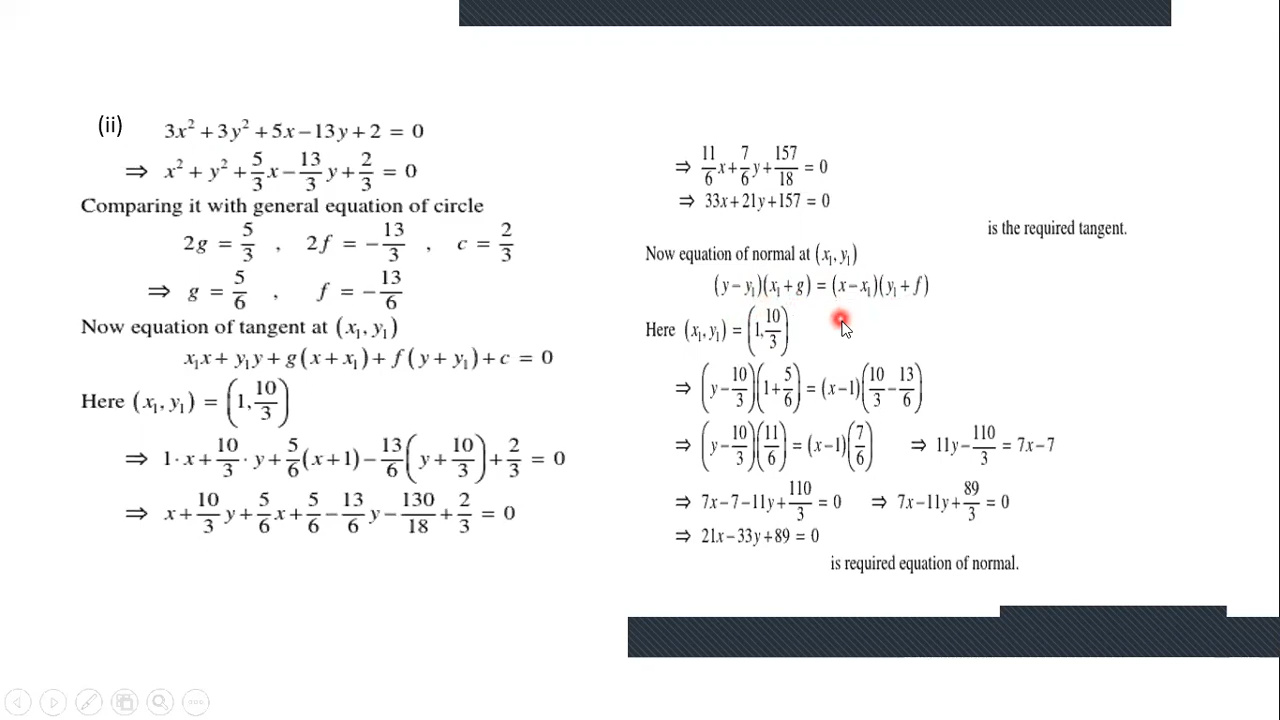 (ii) 3x² + 3y² + 5x − 13y + 2 = 0
⇒ x² + y² + 5/3 x − 13/3 y + 2/3 = 0
Comparing it with general equation of circle
2g = 5/3 , 2f = −13/3 , c = 2/3
⇒ g = 5/6 , f = −13/6
Now equation of tangent at (x₁, y₁)
x₁x + y₁y + g(x + x₁) + f(y + y₁) + c = 0
Here (x₁, y₁) = (1, 10/3)
⇒ 1·x + 10/3·y + 5/6(x+1) − 13/6(y + 10/3) + 2/3 = 0
⇒ x + 10/3 y + 5/6 x + 5/6 − 13/6 y − 130/18 + 2/3 = 0
⇒ 11/6 x + 7/6 y + 157/18 = 0
⇒ 33x + 21y + 157 = 0
is the required tangent.
Now equation of normal at (x₁, y₁)
(y − y₁)(x₁ + g) = (x − x₁)(y₁ + f)
Here (x₁, y₁) = (1, 10/3)
⇒ (y − 10/3)(1 + 5/6) = (x−1)(10/3 − 13/6)
⇒ (y − 10/3)(11/6) = (x−1)(7/6) ⇒ 11y − 110/3 = 7x − 7
⇒ 7x − 7 − 11y + 110/3 = 0 ⇒ 7x − 11y + 89/3 = 0
⇒ 21x − 33y + 89 = 0
is required equation of normal.